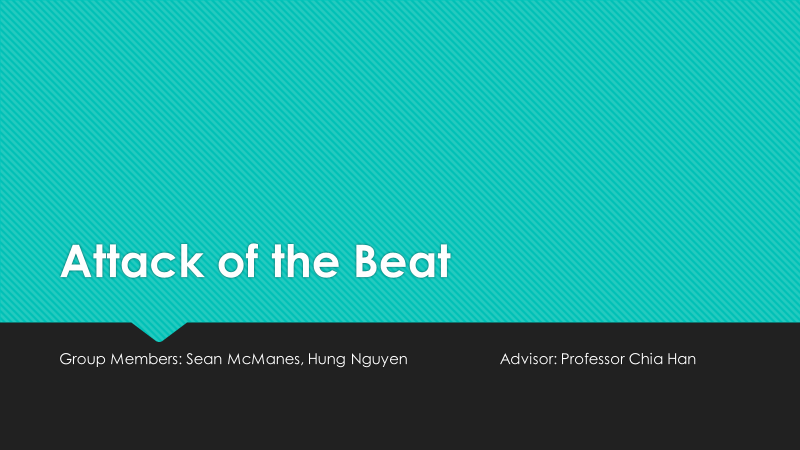 Attack of the Beat
Group Members: Sean McManes, Hung Nguyen
Advisor: Professor Chia Han